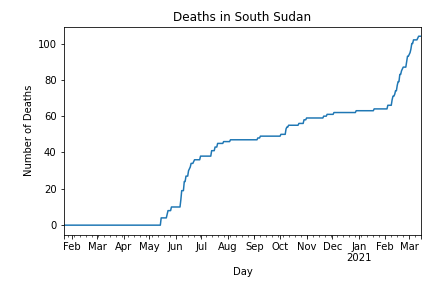 Deaths in South Sudan
Number of Deaths
100
80
60
40
20
0
Feb Mar Apr May Jun Jul Aug Sep Oct Nov Dec Jan Feb Mar
2021
Day